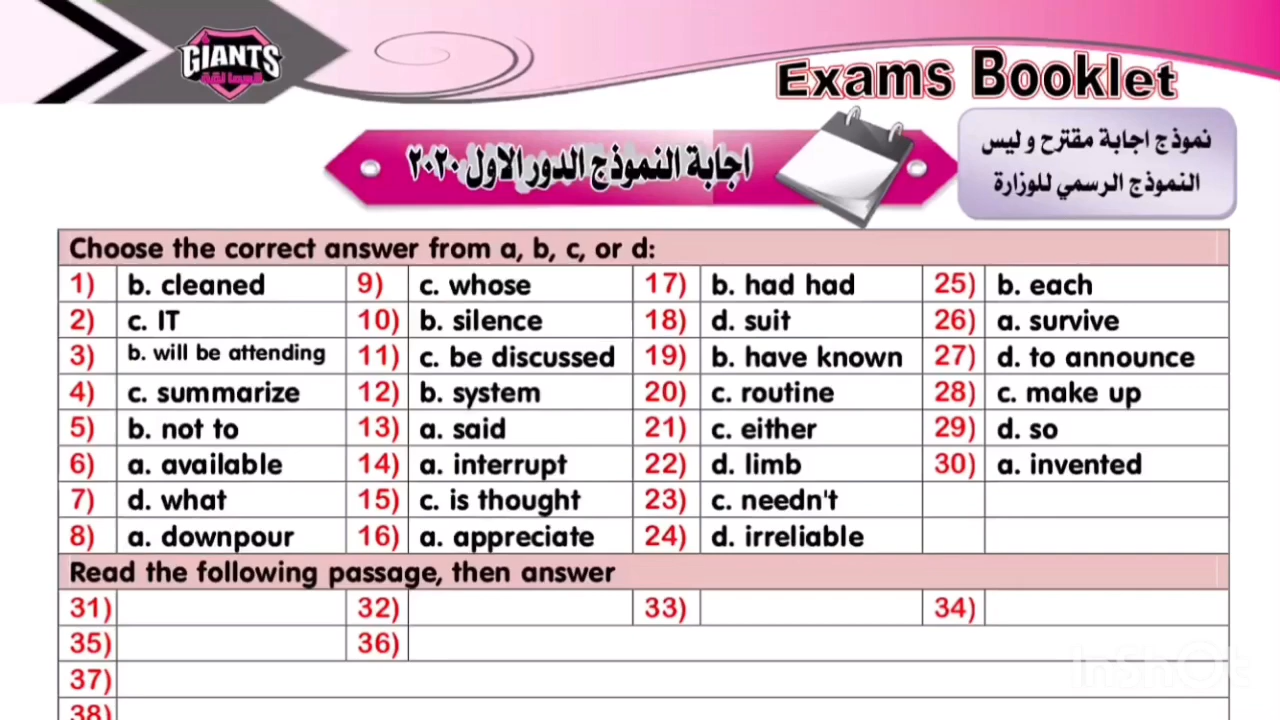 GIANTS
العمالقة
Exams Booklet
نموذج اجابة مقترح و ليس
النموذج الرسمي للوزارة
اجابة النموذج الدور الاول ٢٠٢٠
Choose the correct answer from a, b, c, or d:
1) b. cleaned 9) c. whose 17) b. had had 25) b. each
2) c. IT 10) b. silence 18) d. suit 26) a. survive
3) b. will be attending 11) c. be discussed 19) b. have known 27) d. to announce
4) c. summarize 12) b. system 20) c. routine 28) c. make up
5) b. not to 13) a. said 21) c. either 29) d. so
6) a. available 14) a. interrupt 22) d. limb 30) a. invented
7) d. what 15) c. is thought 23) c. needn't
8) a. downpour 16) a. appreciate 24) d. irreliable
Read the following passage, then answer
31) 32) 33) 34)
35) 36)
37)
38)
InShOt